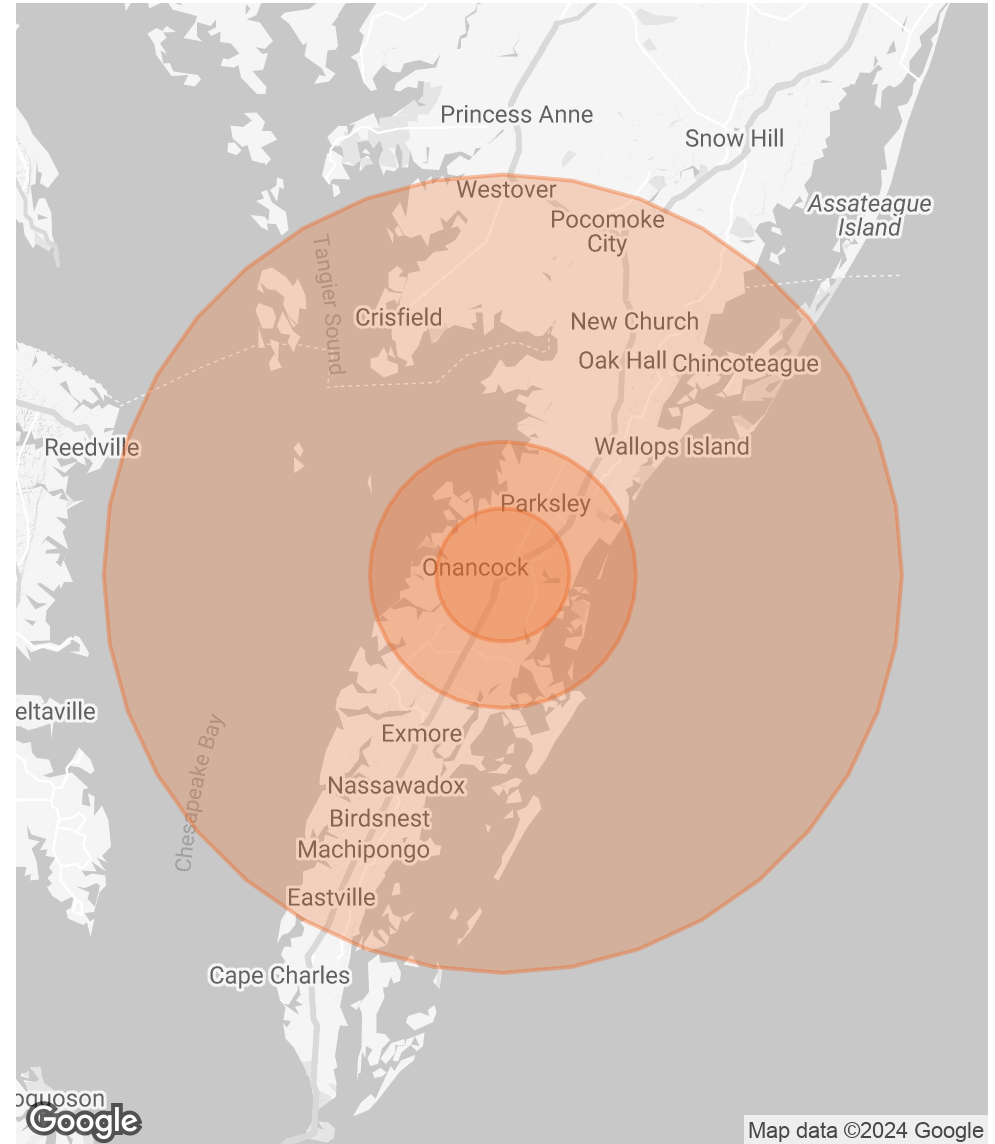 Princess Anne
Snow Hill
Westover
Assateague
Island
Pocomoke
City
Tangier Sound
Crisfield
New Church
Oak Hall
Chincoteague
Reedville
Wallops Island
Parksley
Onancock
eltaville
Exmore
Chesapeake Bay
Nassawadox
Birdsnest
Machipongo
Eastville
Cape Charles
oquoson
Google
Map data ©2024 Google